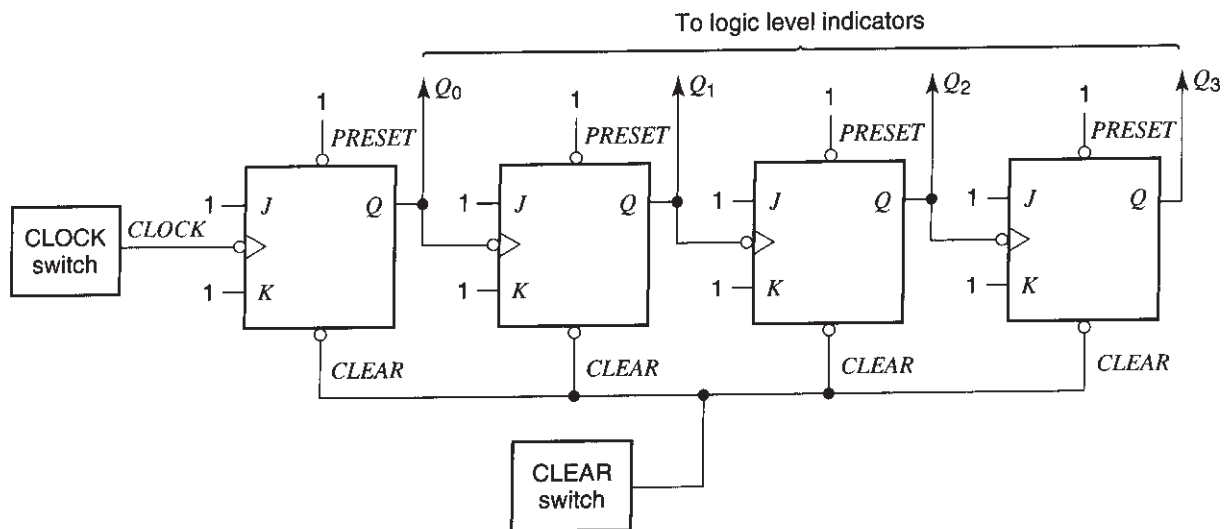 To logic level indicators
Q0
Q1
Q2
Q3
1
1
1
1
PRESET
PRESET
PRESET
PRESET
1
J
Q
1
J
Q
1
J
Q
1
J
Q
CLOCK
switch
CLOCK
1
K
1
K
1
K
1
K
CLEAR
CLEAR
CLEAR
CLEAR
CLEAR
switch